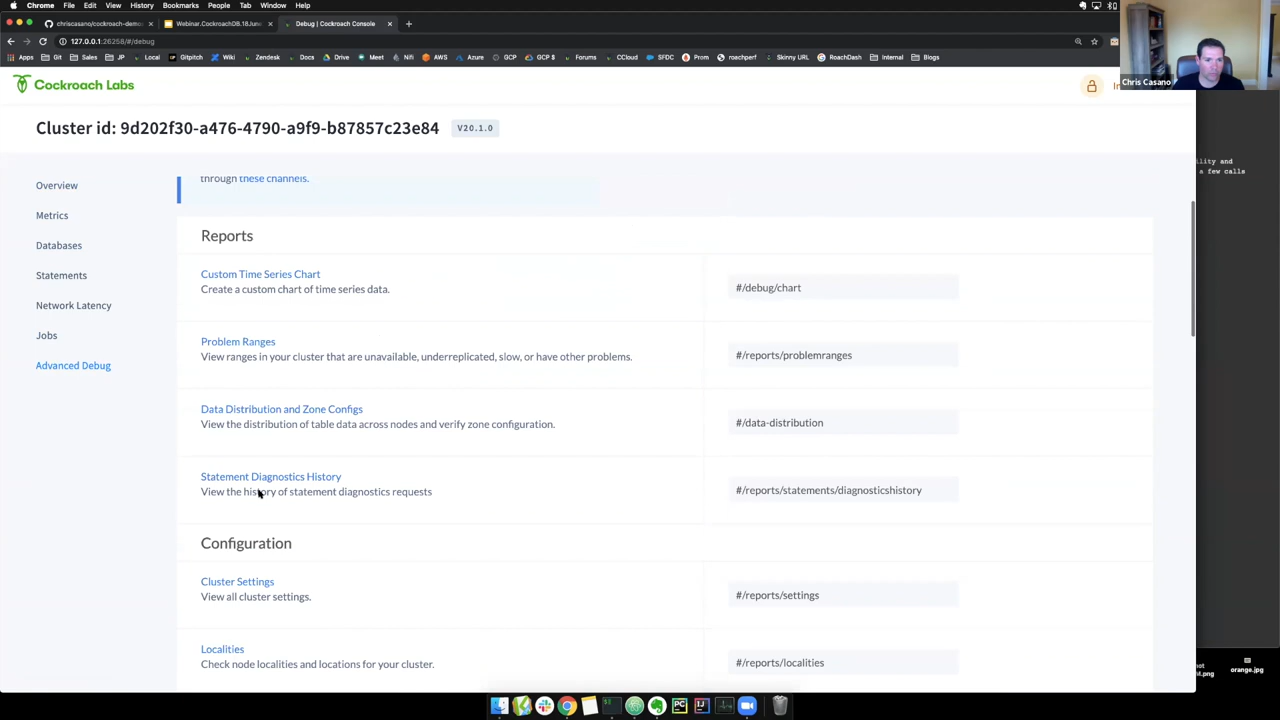 Chrome File Edit View History Bookmarks People Tab Window Help
chriscasano/cockroach-demo
Webinar.CockroachDB.18June
Debug | Cockroach Console
127.0.0.1:26258/#/debug
Apps Git Sales JP Local Gitpitch Wiki Zendesk Docs Drive Meet Nifi AWS Azure GCP GCP $ Forums CCloud SFDC Prom roachperf Skinny URL RoachDash Internal Blogs
Chris Casano
Cockroach Labs
Cluster id: 9d202f30-a476-4790-a9f9-b87857c23e84
V20.1.0
ility and
a few calls
Overview
Metrics
Databases
Statements
Network Latency
Jobs
Advanced Debug
through these channels.
Reports
Custom Time Series Chart
Create a custom chart of time series data.
#/debug/chart
Problem Ranges
View ranges in your cluster that are unavailable, underreplicated, slow, or have other problems.
#/reports/problemranges
Data Distribution and Zone Configs
View the distribution of table data across nodes and verify zone configuration.
#/data-distribution
Statement Diagnostics History
View the history of statement diagnostics requests
#/reports/statements/diagnosticshistory
Configuration
Cluster Settings
View all cluster settings.
#/reports/settings
Localities
Check node localities and locations for your cluster.
#/reports/localities
orange.jpg